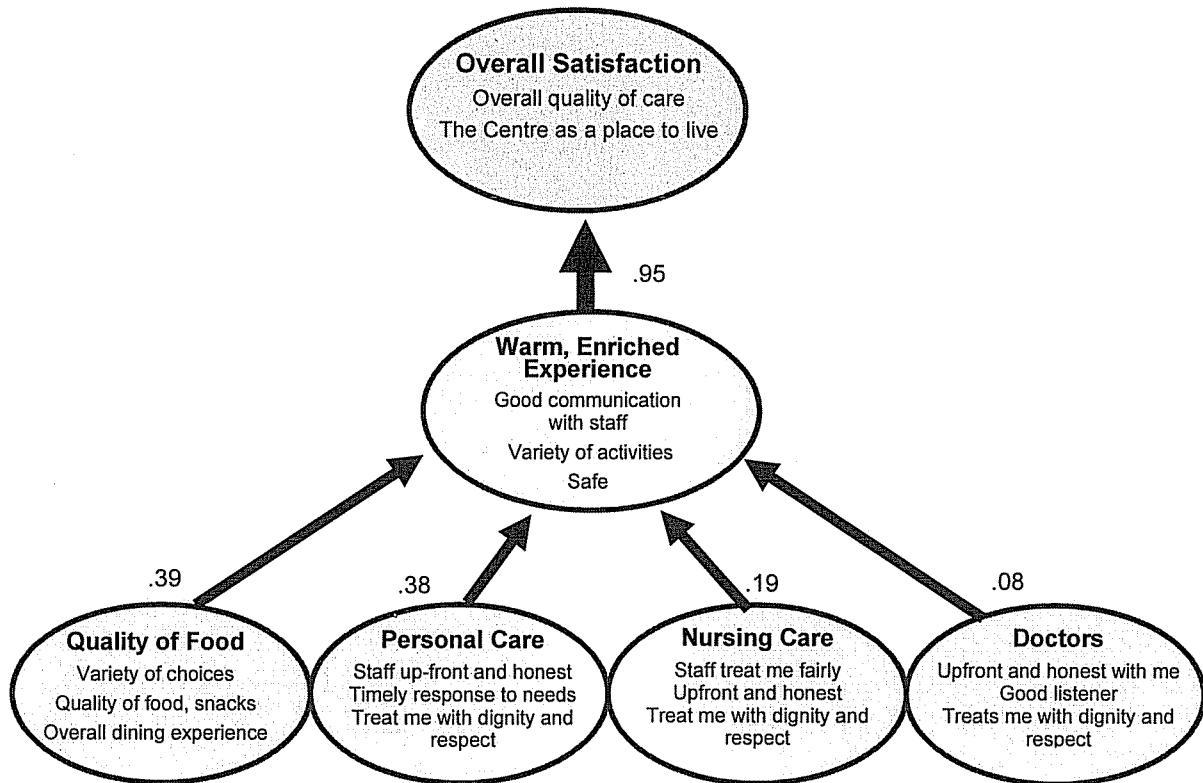 Overall Satisfaction
Overall quality of care
The Centre as a place to live
.95
Warm, Enriched
Experience
Good communication
with staff
Variety of activities
Safe
.39
.38
.19
.08
Quality of Food
Variety of choices
Quality of food, snacks
Overall dining experience
Personal Care
Staff up-front and honest
Timely response to needs
Treat me with dignity and
respect
Nursing Care
Staff treat me fairly
Upfront and honest
Treat me with dignity and
respect
Doctors
Upfront and honest with me
Good listener
Treats me with dignity and
respect